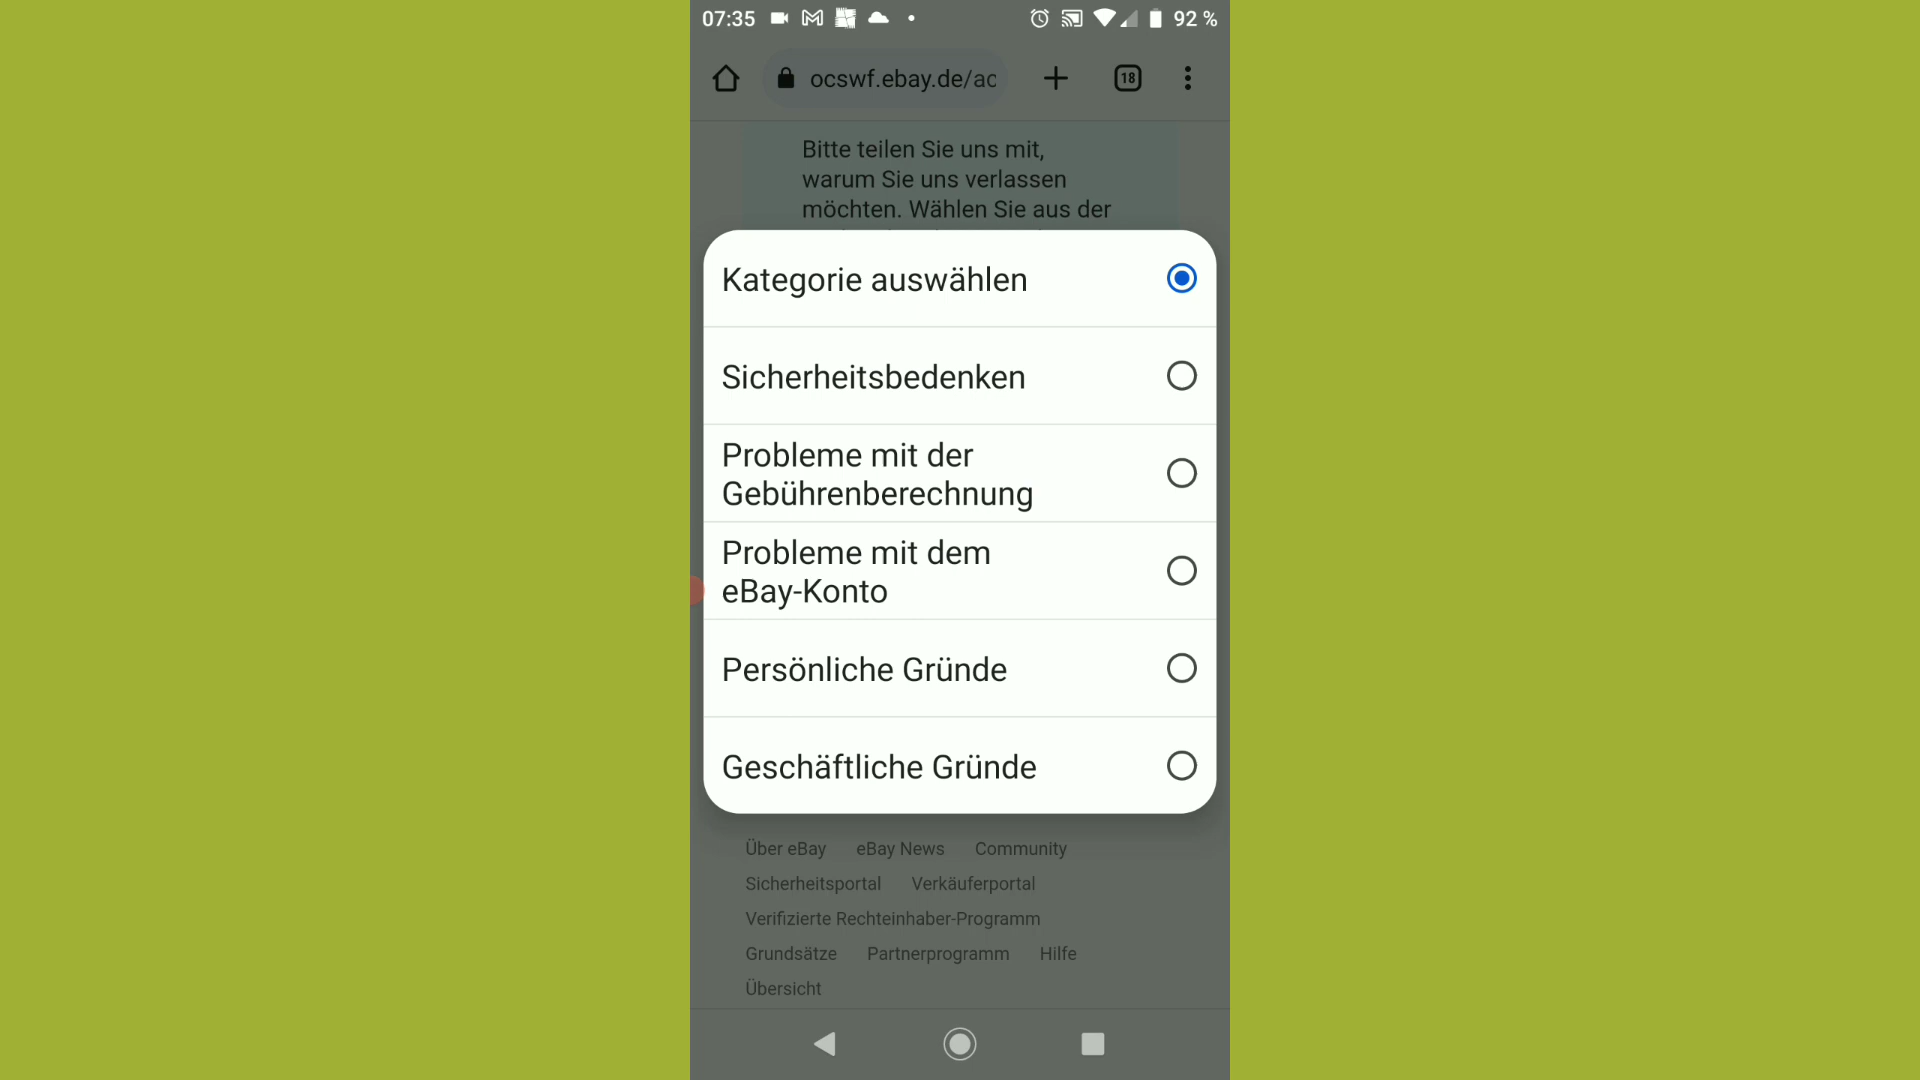 07:35
92 %
ocswf.ebay.de/ac
18
Bitte teilen Sie uns mit,
warum Sie uns verlassen
möchten. Wählen Sie aus der
Kategorie auswählen
Sicherheitsbedenken
Probleme mit der
Gebührenberechnung
Probleme mit dem
eBay-Konto
Persönliche Gründe
Geschäftliche Gründe
Über eBay eBay News Community
Sicherheitsportal Verkäuferportal
Verifizierte Rechteinhaber-Programm
Grundsätze Partnerprogramm Hilfe
Übersicht